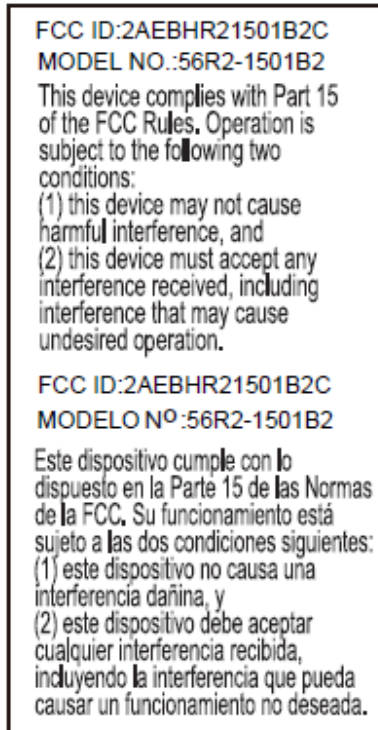 FCC ID:2AEBHR21501B2C
MODEL NO.:56R2-1501B2
This device complies with Part 15
of the FCC Rules. Operation is
subject to the following two
conditions:
(1) this device may not cause
harmful interference, and
(2) this device must accept any
interference received, including
interference that may cause
undesired operation.
FCC ID:2AEBHR21501B2C
MODELO Nº:56R2-1501B2
Este dispositivo cumple con lo
dispuesto en la Parte 15 de las Normas
de la FCC. Su funcionamiento está
sujeto a las dos condiciones siguientes:
(1) este dispositivo no causa una
interferencia dañina, y
(2) este dispositivo debe aceptar
cualquier interferencia recibida,
incluyendo la interferencia que pueda
causar un funcionamiento no deseada.